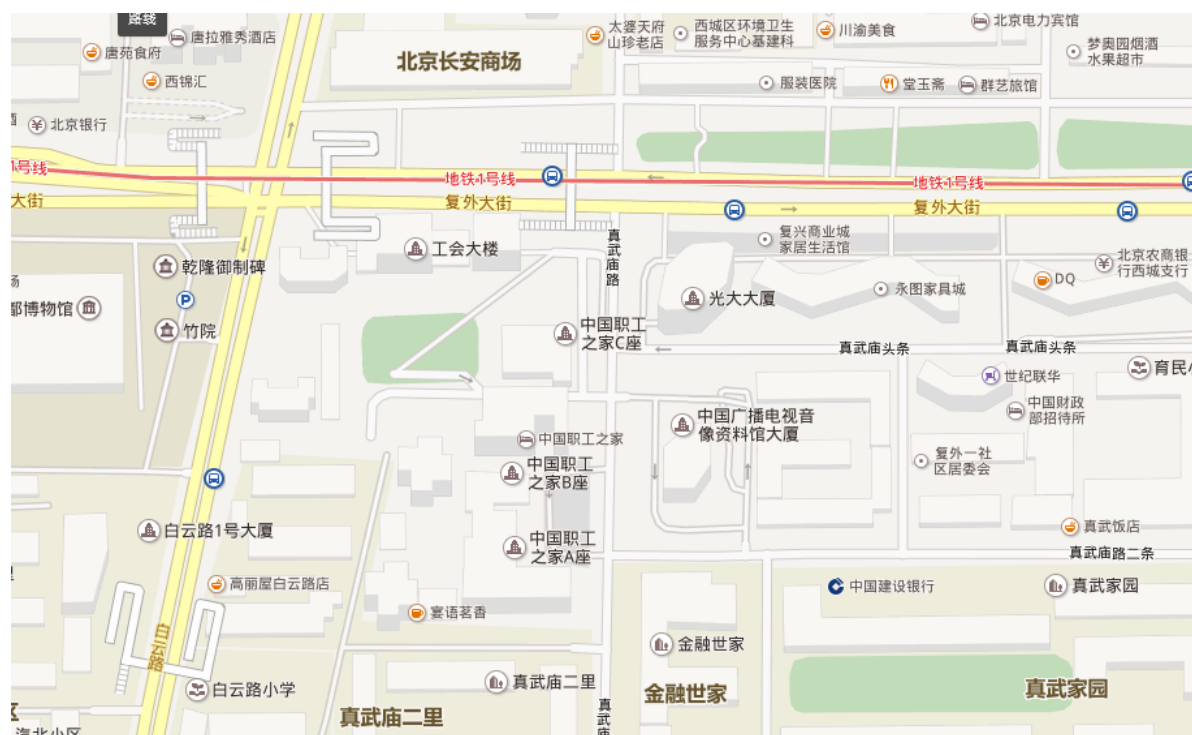 路线
唐苑食府
唐拉雅秀酒店
西锦汇
北京长安商场
太婆天府
山珍老店
西城区环境卫生
服务中心基建科
川渝美食
北京电力宾馆
梦奥园烟酒
水果超市
服装医院
堂玉斋
群艺旅馆
酒
北京银行
1号线
地铁1号线
地铁1号线
大街
复外大街
复外大街
工会大楼
真武庙路
复兴商业城
家居生活馆
北京农商银
行西城支行
乾隆御制碑
场
DQ
永图家具城
光大大厦
P
都博物馆
竹院
中国职工
之家C座
真武庙头条
真武庙头条
育民小
世纪联华
中国财政
部招待所
中国广播电视音
像资料馆大厦
中国职工之家
复外一社
区居委会
中国职工
之家B座
白云路1号大厦
中国职工
之家A座
真武饭店
真武庙路二条
高丽屋白云路店
中国建设银行
真武家园
宴语茗香
白云路
金融世家
白云路小学
真武庙二里
金融世家
真武家园
真武庙二里
真武庙
区
汽北小区